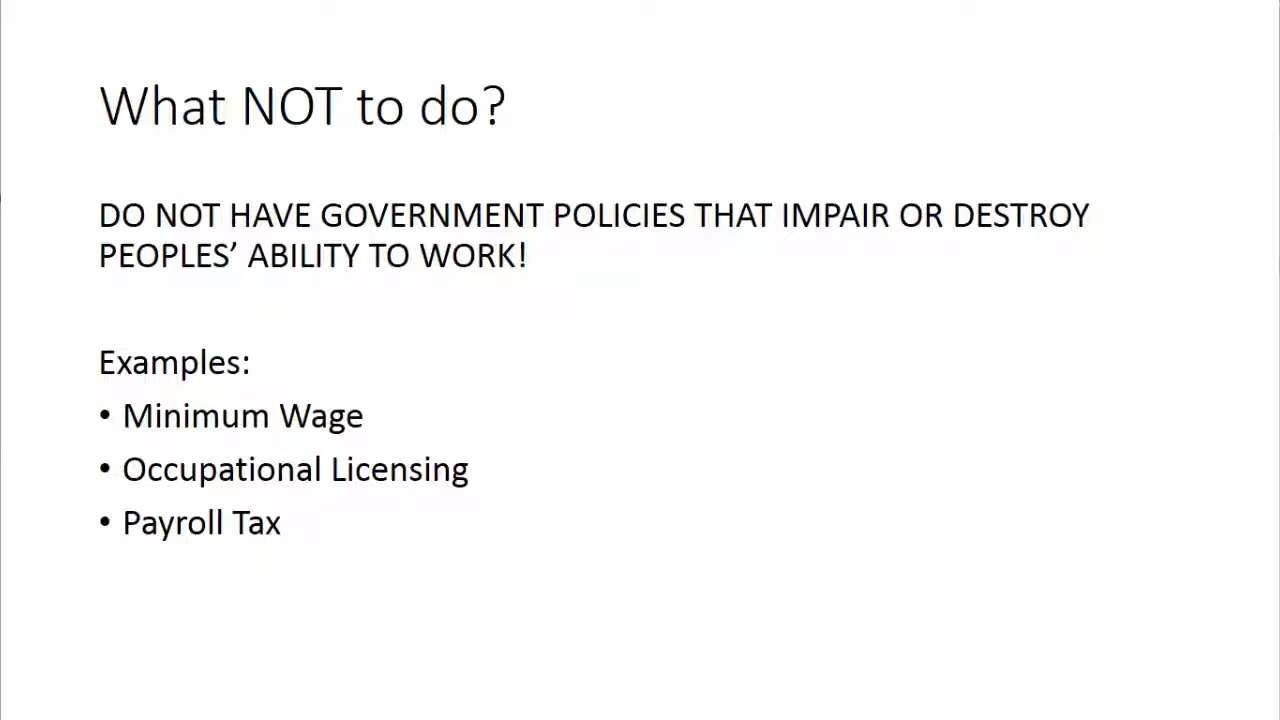 What NOT to do?
DO NOT HAVE GOVERNMENT POLICIES THAT IMPAIR OR DESTROY
PEOPLES’ ABILITY TO WORK!
Examples:
• Minimum Wage
• Occupational Licensing
• Payroll Tax